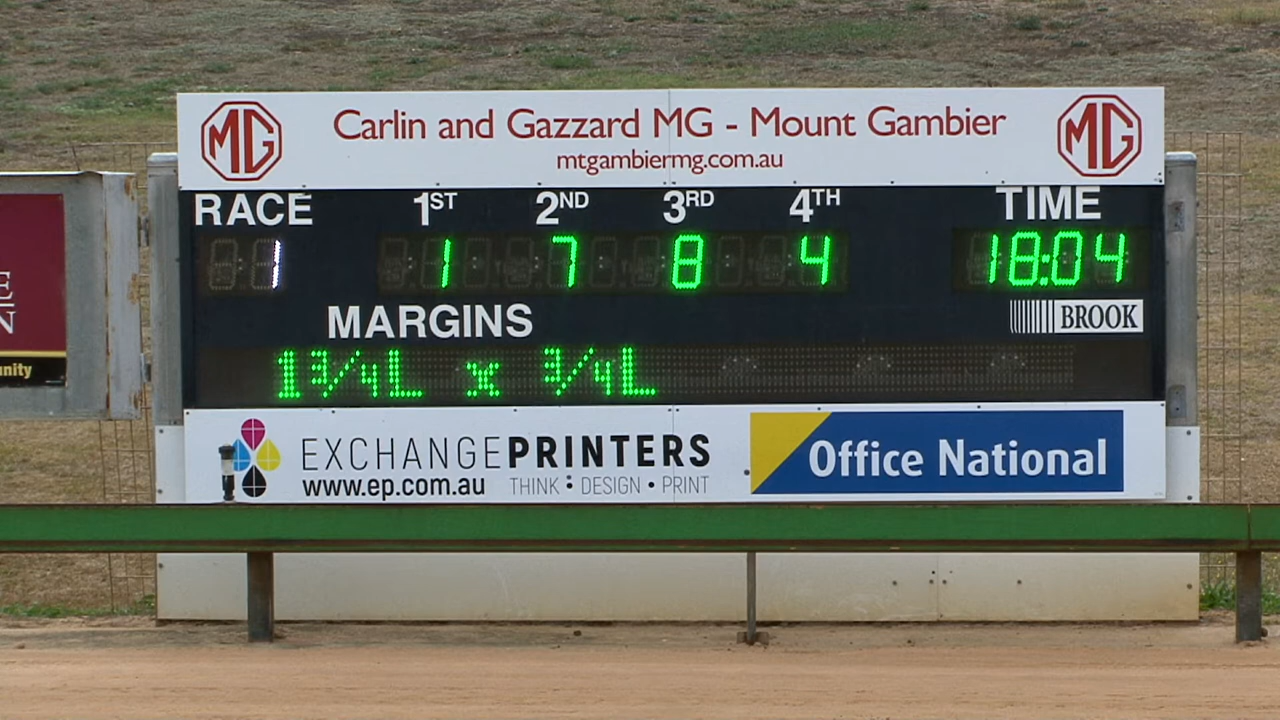 MG Carlin and Gazzard MG - Mount Gambier MG
mtgambiermg.com.au
RACE 1ST 2ND 3RD 4TH TIME
1 1 7 8 4 18:04
MARGINS
BROOK
1 3/4L x 3/4L
EXCHANGEPRINTERS
www.ep.com.au THINK • DESIGN • PRINT
Office National
E
N
nity